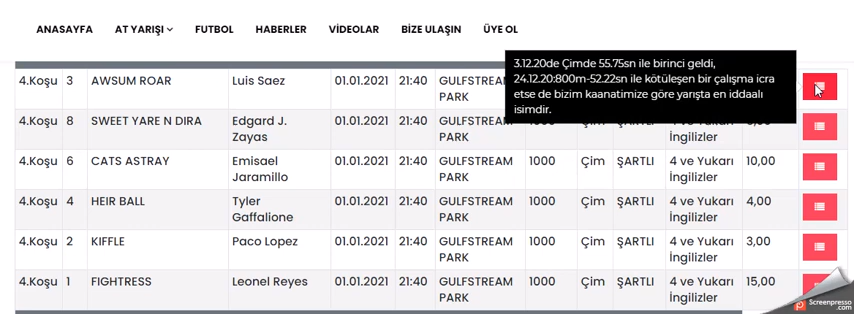 ANASAYFA AT YARIŞI FUTBOL HABERLER VİDEOLAR BİZE ULAŞIN ÜYE OL
3.12.20de Çimde 55.75sn ile birinci geldi,
24.12.20:800m-52.22sn ile kötüleşen bir çalışma icra
etse de bizim kaanatimize göre yarışta en iddaalı
isimdir.
4.Koşu 3 AWSUM ROAR Luis Saez 01.01.2021 21:40 GULFSTREAM
PARK
4.Koşu 8 SWEET YARE N DIRA Edgard J. 01.01.2021 21:40 GULFSTREAM 1000 Çim ŞARTLI 4 ve Yukarı
Zayas PARK İngilizler
4.Koşu 6 CATS ASTRAY Emisael 01.01.2021 21:40 GULFSTREAM 1000 Çim ŞARTLI 4 ve Yukarı 10,00
Jaramillo PARK İngilizler
4.Koşu 4 HEIR BALL Tyler 01.01.2021 21:40 GULFSTREAM 1000 Çim ŞARTLI 4 ve Yukarı 4,00
Gaffalione PARK İngilizler
4.Koşu 2 KIFFLE Paco Lopez 01.01.2021 21:40 GULFSTREAM 1000 Çim ŞARTLI 4 ve Yukarı 3,00
PARK İngilizler
4.Koşu 1 FIGHTRESS Leonel Reyes 01.01.2021 21:40 GULFSTREAM 1000 Çim ŞARTLI 4 ve Yukarı 15,00
PARK İngilizler
Screenpresso
.com